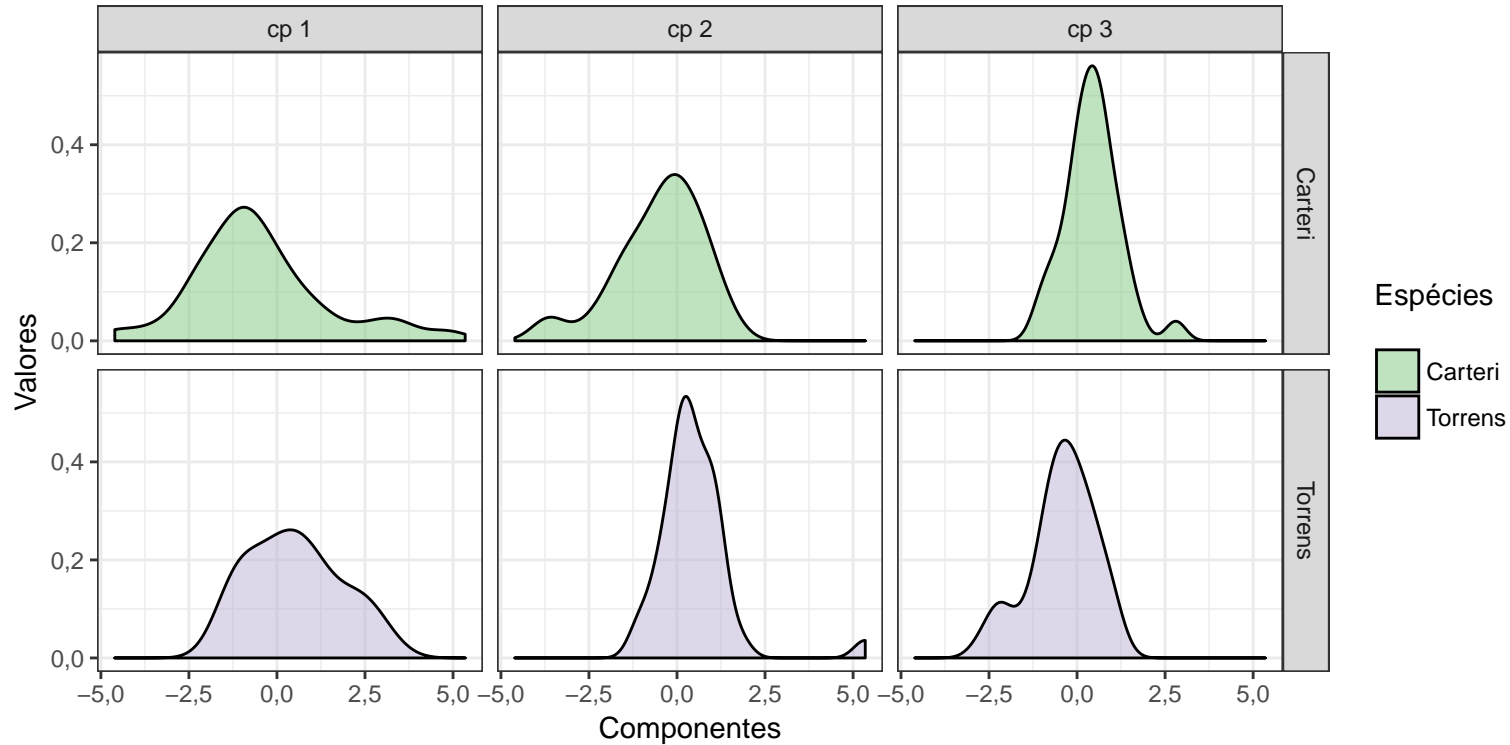 cp 1 cp 2 cp 3
0,4
0,2
0,0
Carteri
0,4
0,2
0,0
Torrens
Valores
−5,0 −2,5 0,0 2,5 5,0 −5,0 −2,5 0,0 2,5 5,0 −5,0 −2,5 0,0 2,5 5,0
Componentes
Espécies
Carteri
Torrens